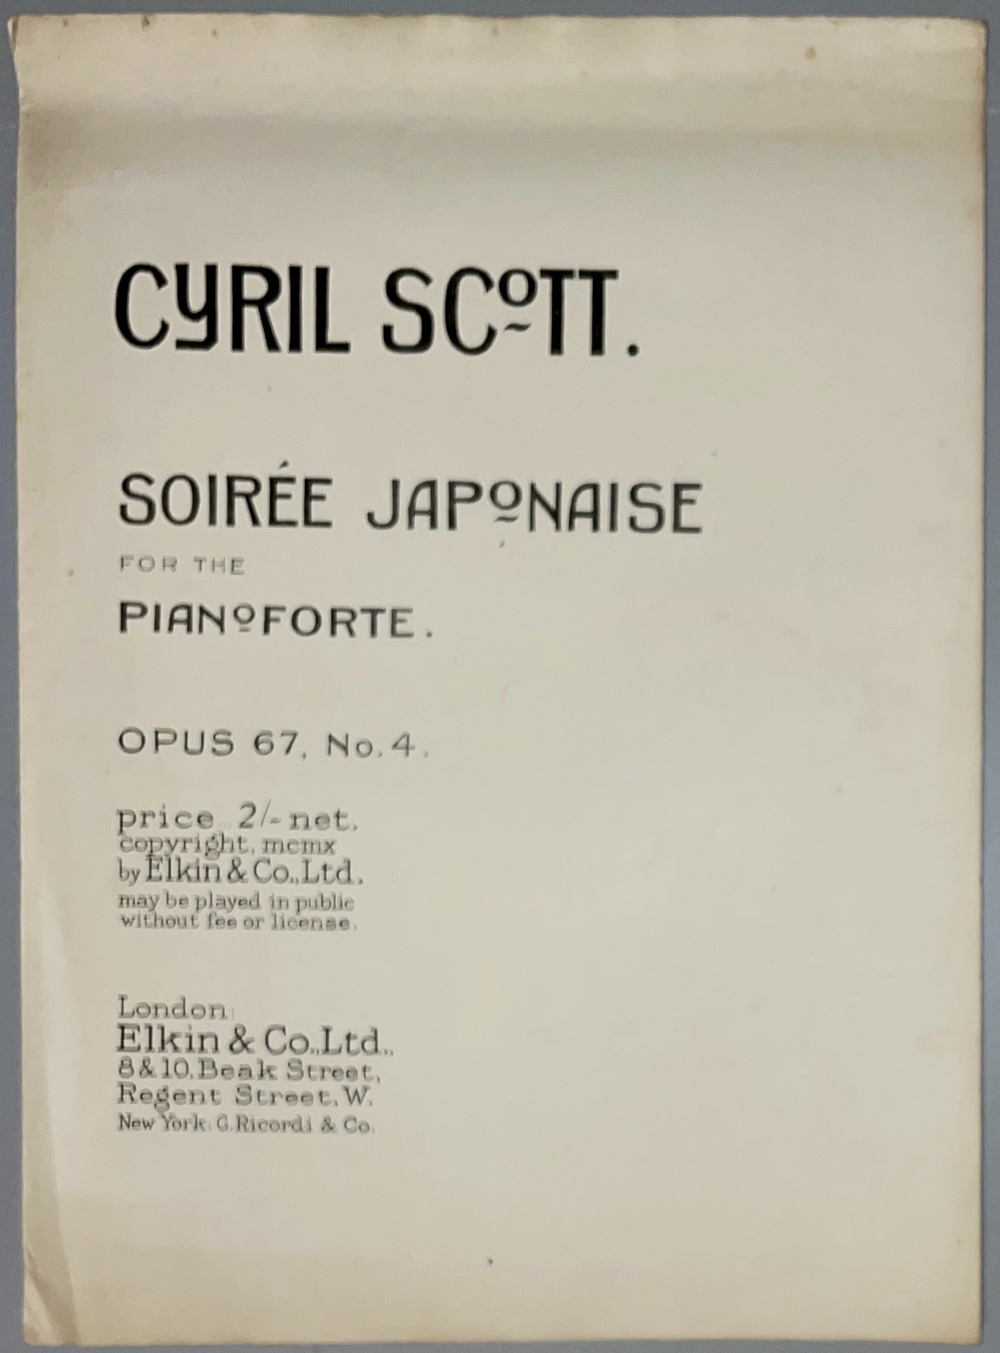 CYRIL SCOTT.
SOIRÉE JAPONAISE
FOR THE
PIANOFORTE.
OPUS 67, No. 4.
price 2/- net.
copyright, mcmx
by Elkin & Co., Ltd.
may be played in public
without fee or license.
London:
Elkin & Co., Ltd.,
8 & 10, Beak Street,
Regent Street, W.
New York: G. Ricordi & Co.